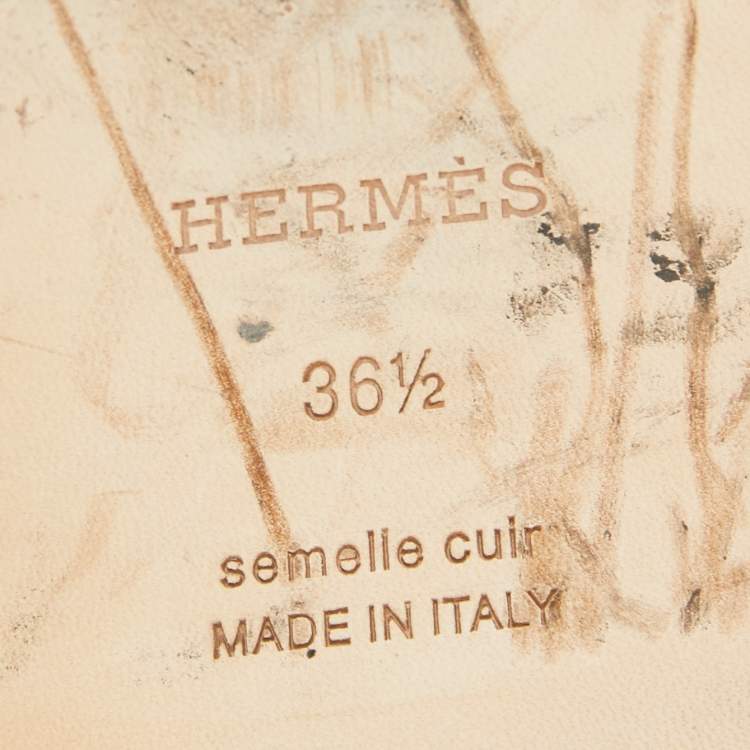 HERMÈS
36½
semelle cuir
MADE IN ITALY